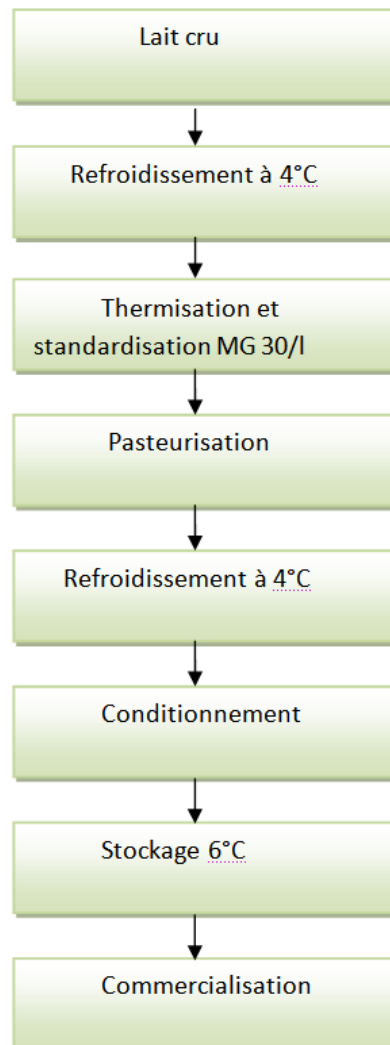 Lait cru
Refroidissement à 4°C
Thermisation et
standardisation MG 30/l
Pasteurisation
Refroidissement à 4°C
Conditionnement
Stockage 6°C
Commercialisation